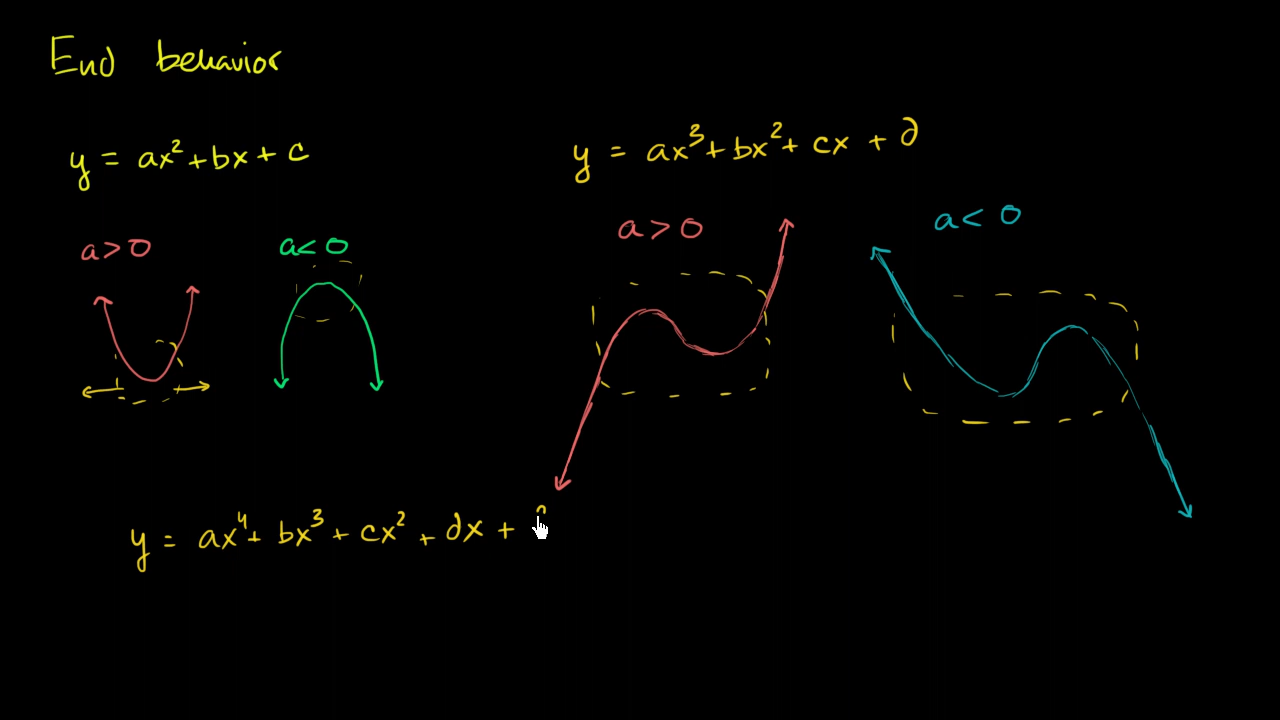 End behavior
y = ax² + bx + c
y = ax³ + bx² + cx + d
a > 0
a < 0
a > 0
a < 0
y = ax⁴ + bx³ + cx² + dx +